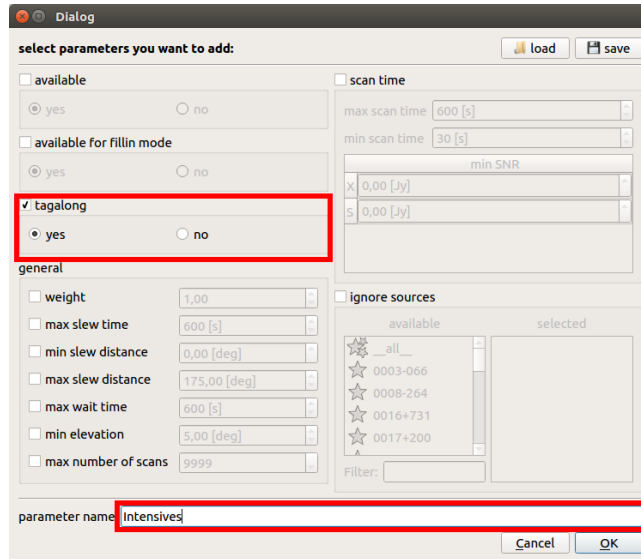 Dialog
select parameters you want to add:
load
save
available
yes
no
available for fillin mode
yes
no
tagalong
yes
no
general
weight
1,00
max slew time
600 [s]
min slew distance
0,00 [deg]
max slew distance
175,00 [deg]
max wait time
600 [s]
min elevation
5,00 [deg]
max number of scans
9999
scan time
max scan time
600 [s]
min scan time
30 [s]
min SNR
X
0,00 [Jy]
S
0,00 [Jy]
ignore sources
available
selected
__all__
0003-066
0008-264
0016+731
0017+200
Filter:
parameter name
Intensives
Cancel
OK